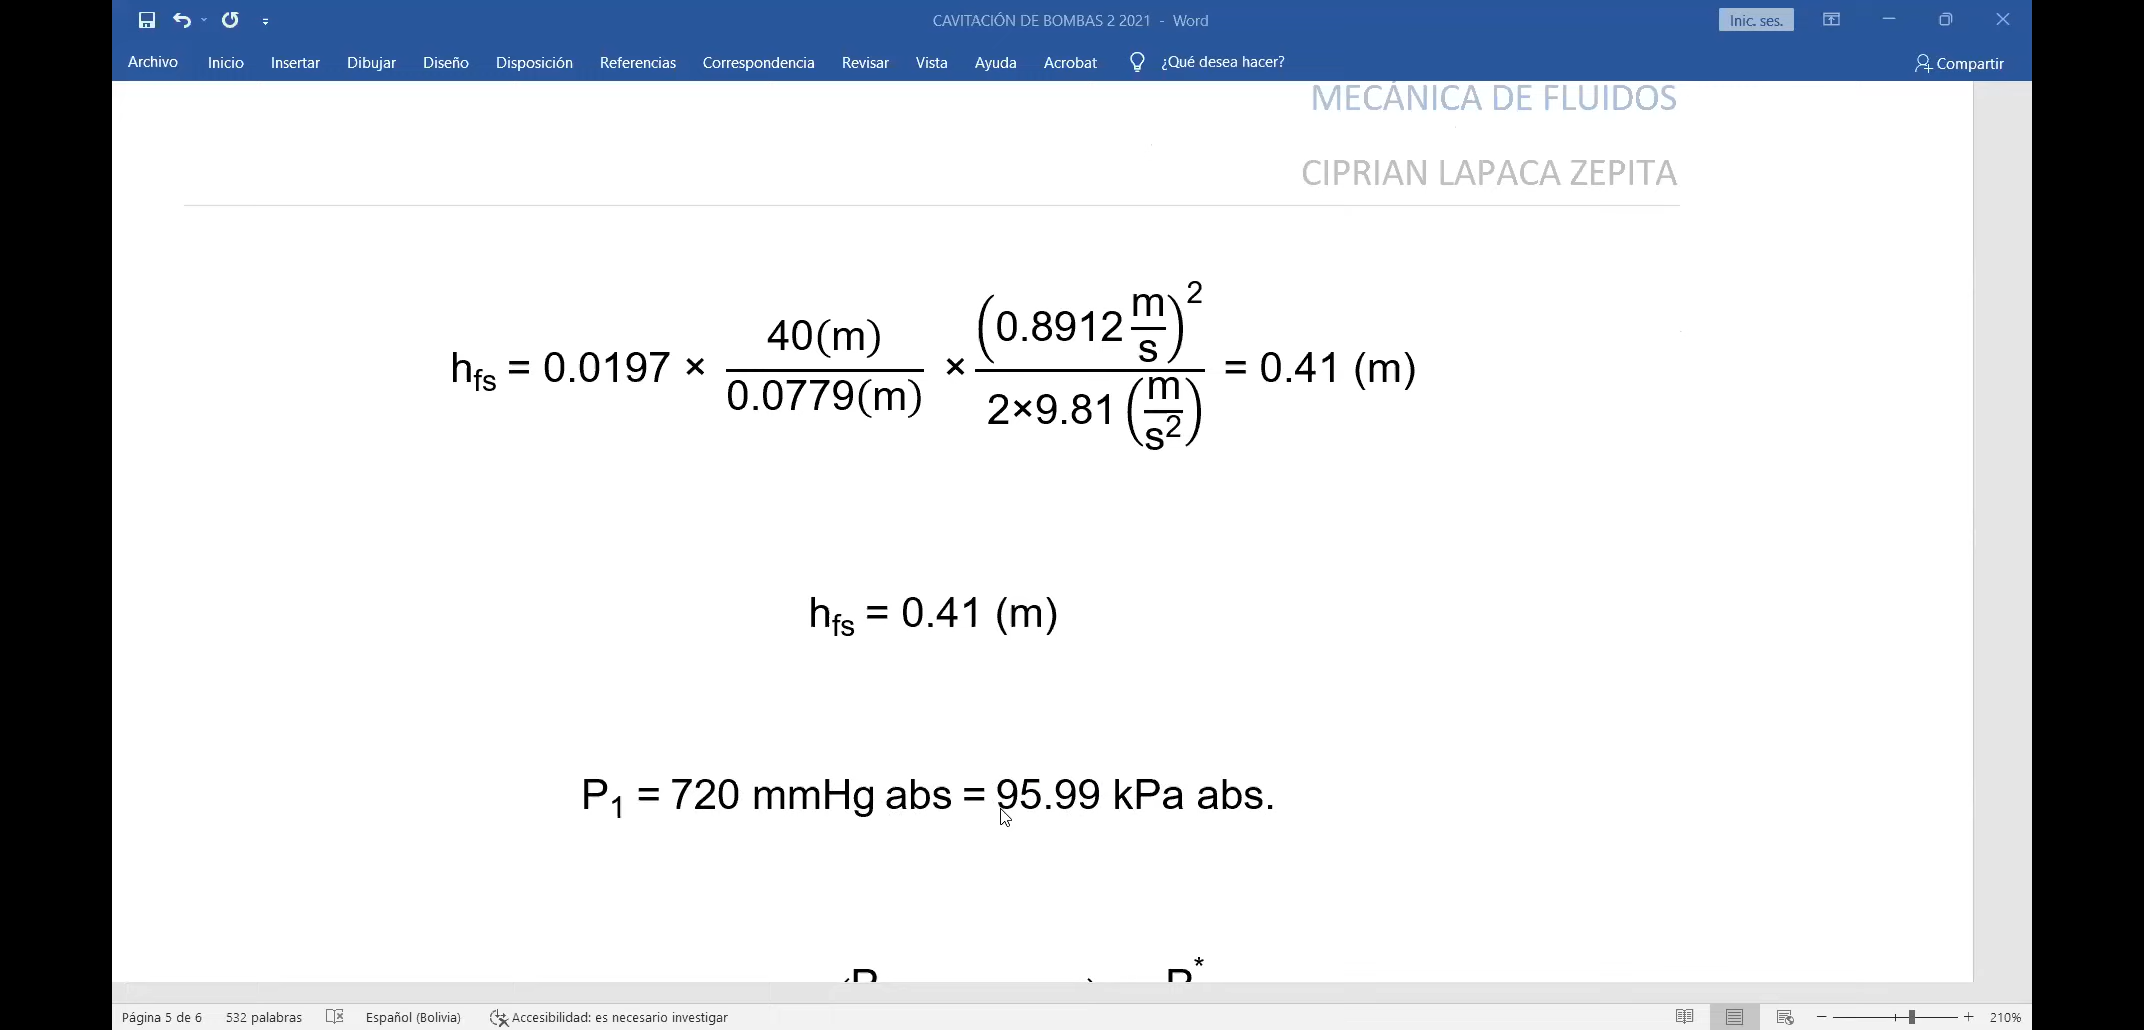 CAVITACIÓN DE BOMBAS 2 2021 - Word
Inic. ses.
Archivo Inicio Insertar Dibujar Diseño Disposición Referencias Correspondencia Revisar Vista Ayuda Acrobat ¿Qué desea hacer? Compartir
MECÁNICA DE FLUIDOS
CIPRIAN LAPACA ZEPITA
h_fs = 0.0197 × 40(m)/0.0779(m) × (0.8912 m/s)²/(2×9.81 (m/s²)) = 0.41 (m)
h_fs = 0.41 (m)
P₁ = 720 mmHg abs = 95.99 kPa abs.
Página 5 de 6 532 palabras Español (Bolivia) Accesibilidad: es necesario investigar 210%